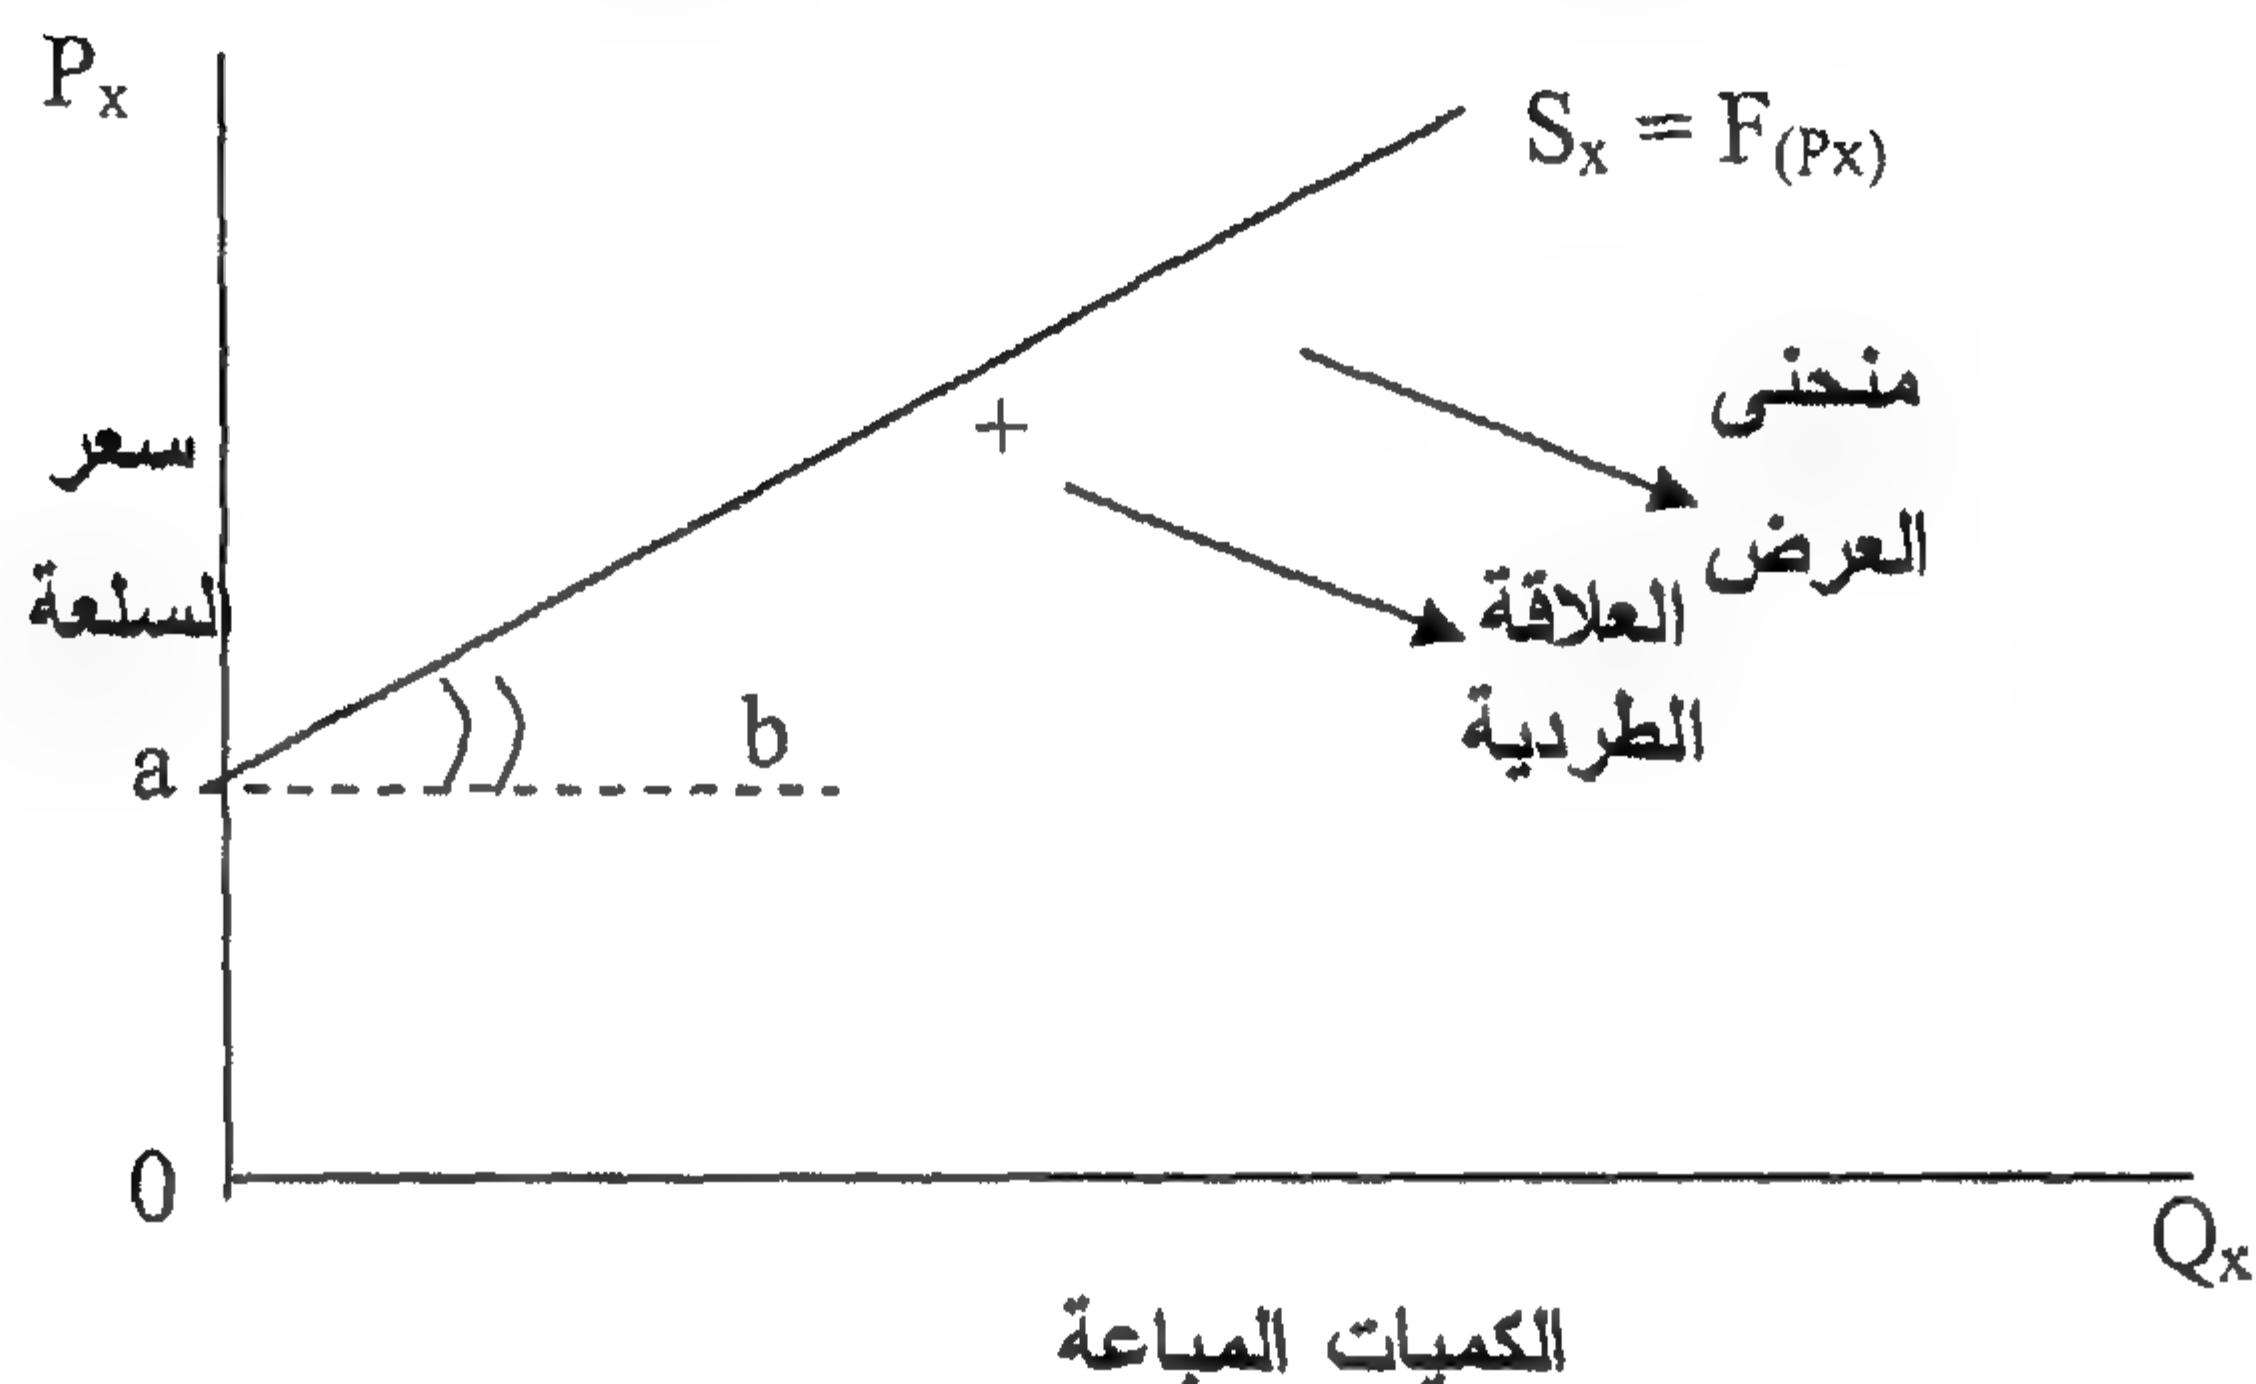 Pₓ
Sₓ = F₍Pₓ₎
منحنى
العرض
+
سعر
السلعة
العلاقة
الطردية
b
a
0
Qₓ
الكميات المباعة